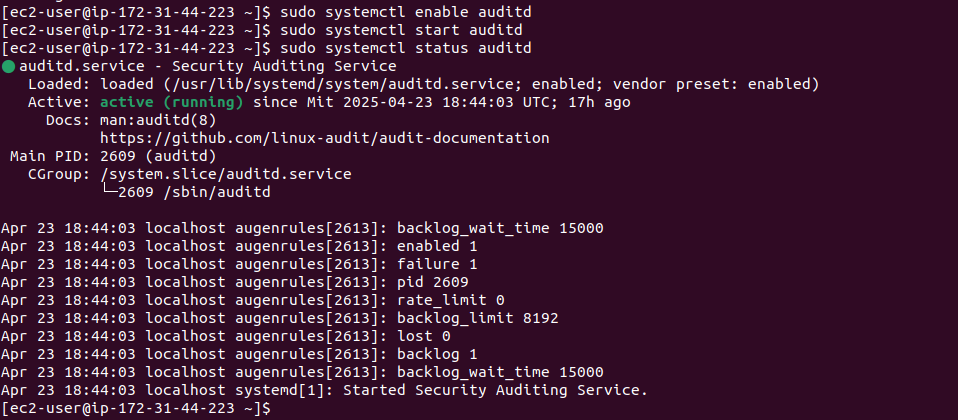 [ec2-user@ip-172-31-44-223 ~]$ sudo systemctl enable auditd
[ec2-user@ip-172-31-44-223 ~]$ sudo systemctl start auditd
[ec2-user@ip-172-31-44-223 ~]$ sudo systemctl status auditd
● auditd.service - Security Auditing Service
   Loaded: loaded (/usr/lib/systemd/system/auditd.service; enabled; vendor preset: enabled)
   Active: active (running) since Mit 2025-04-23 18:44:03 UTC; 17h ago
     Docs: man:auditd(8)
           https://github.com/linux-audit/audit-documentation
 Main PID: 2609 (auditd)
   CGroup: /system.slice/auditd.service
           └─2609 /sbin/auditd

Apr 23 18:44:03 localhost augenrules[2613]: backlog_wait_time 15000
Apr 23 18:44:03 localhost augenrules[2613]: enabled 1
Apr 23 18:44:03 localhost augenrules[2613]: failure 1
Apr 23 18:44:03 localhost augenrules[2613]: pid 2609
Apr 23 18:44:03 localhost augenrules[2613]: rate_limit 0
Apr 23 18:44:03 localhost augenrules[2613]: backlog_limit 8192
Apr 23 18:44:03 localhost augenrules[2613]: lost 0
Apr 23 18:44:03 localhost augenrules[2613]: backlog 1
Apr 23 18:44:03 localhost augenrules[2613]: backlog_wait_time 15000
Apr 23 18:44:03 localhost systemd[1]: Started Security Auditing Service.
[ec2-user@ip-172-31-44-223 ~]$